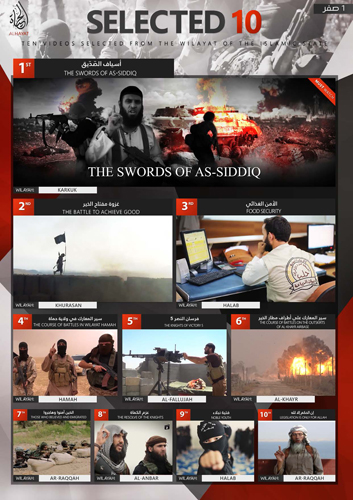 ١ صفر
ALHAYAT
SELECTED 10
TEN VIDEOS SELECTED FROM THE WILAYAT OF THE ISLAMIC STATE
1ST
أسياف الصّدّيق
THE SWORDS OF AS-SIDDIQ
THE SWORDS OF AS-SIDDIQ
WILAYAH
KARKUK
2ND
غزوة مفتاح الخير
THE BATTLE TO ACHIEVE GOOD
WILAYAH
KHURASAN
3RD
الأمن الغذائي
FOOD SECURITY
WILAYAH
HALAB
4TH
سير المعارك في ولاية حماة
THE COURSE OF BATTLES IN WILAYAT HAMAH
WILAYAH
HAMAH
5TH
فرسان النصر 5
THE KNIGHTS OF VICTORY 5
WILAYAH
AL-FALLUJAH
6TH
سير المعارك على أطراف مطار الخير
THE COURSE OF BATTLES ON THE OUTSKIRTS
OF AL-KHAYR AIRBASE
WILAYAH
AL-KHAYR
7TH
الذين آمنوا وهاجروا
THOSE WHO BELIEVED AND EMIGRATED
WILAYAH
AR-RAQQAH
8TH
عزم الكماة
THE RESOLVE OF THE KNIGHTS
WILAYAH
AL-ANBAR
9TH
فتية نبلاء
NOBLE YOUTH
WILAYAH
HALAB
10TH
إن الحكم إلا لله
LEGISLATION IS ONLY FOR ALLAH
WILAYAH
AR-RAQQAH